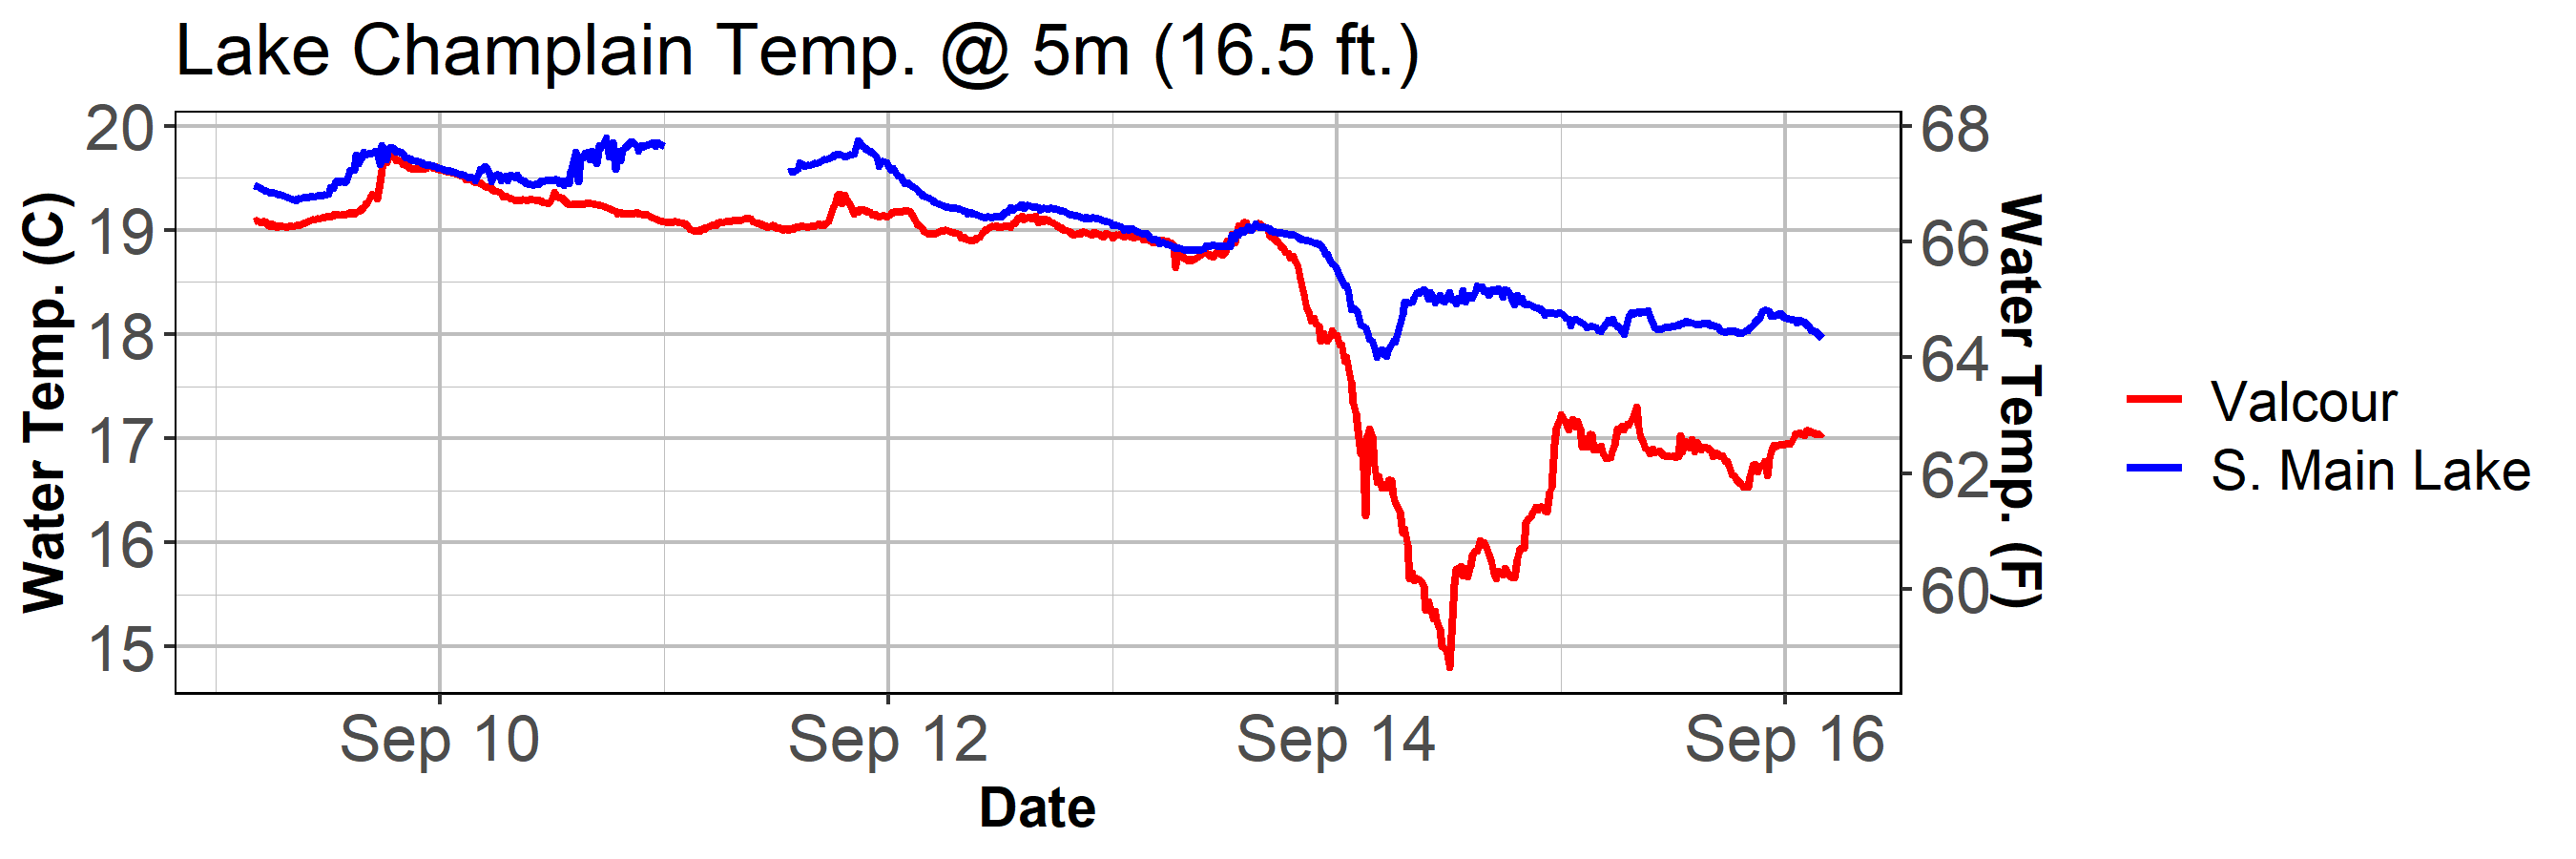 Lake Champlain Temp. @ 5m (16.5 ft.)
Water Temp. (C)
20
19
18
17
16
15
68
66
64
62
60
Water Temp. (F)
Sep 10
Sep 12
Sep 14
Sep 16
Date
Valcour
S. Main Lake